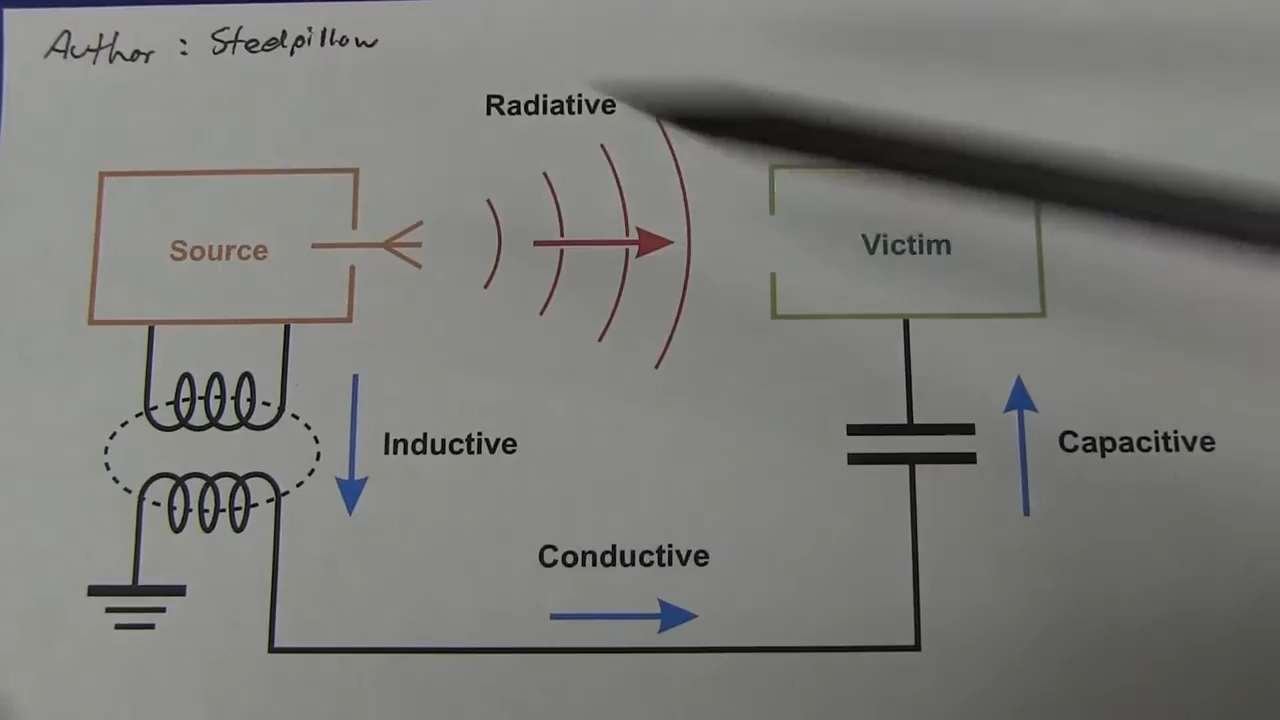 Author : Steelpillow
Radiative
Source
Victim
Inductive
Capacitive
Conductive